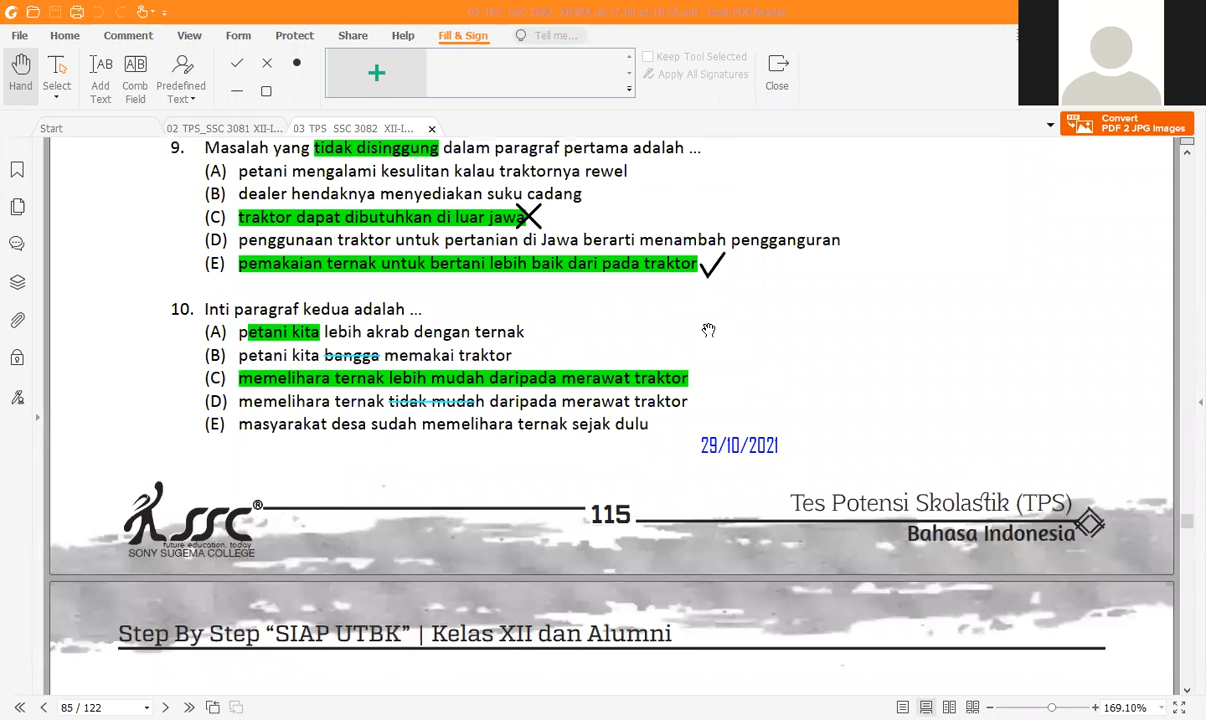 File Home Comment View Form Protect Share Help Fill & Sign Tell me...
Hand Select Add Text Comb Field Predefined Text Keep Tool Selected Apply All Signatures Close
Start 02 TPS_SSC 3081 XII-I... 03 TPS SSC 3082 XII-I...
Convert
PDF 2 JPG Images
9. Masalah yang tidak disinggung dalam paragraf pertama adalah ...
(A) petani mengalami kesulitan kalau traktornya rewel
(B) dealer hendaknya menyediakan suku cadang
(C) traktor dapat dibutuhkan di luar jawa
(D) penggunaan traktor untuk pertanian di Jawa berarti menambah pengganguran
(E) pemakaian ternak untuk bertani lebih baik dari pada traktor
10. Inti paragraf kedua adalah ...
(A) petani kita lebih akrab dengan ternak
(B) petani kita bangga memakai traktor
(C) memelihara ternak lebih mudah daripada merawat traktor
(D) memelihara ternak tidak mudah daripada merawat traktor
(E) masyarakat desa sudah memelihara ternak sejak dulu
29/10/2021
SSC®
future education, today
SONY SUGEMA COLLEGE
115
Tes Potensi Skolastik (TPS)
Bahasa Indonesia
Step By Step "SIAP UTBK" | Kelas XII dan Alumni
85 / 122
169.10%